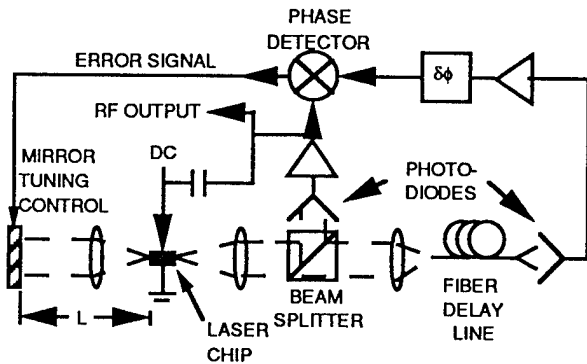 PHASE
DETECTOR
ERROR SIGNAL
δϕ
RF OUTPUT
DC
MIRROR
TUNING
CONTROL
PHOTO-
DIODES
L
LASER
CHIP
BEAM
SPLITTER
FIBER
DELAY
LINE